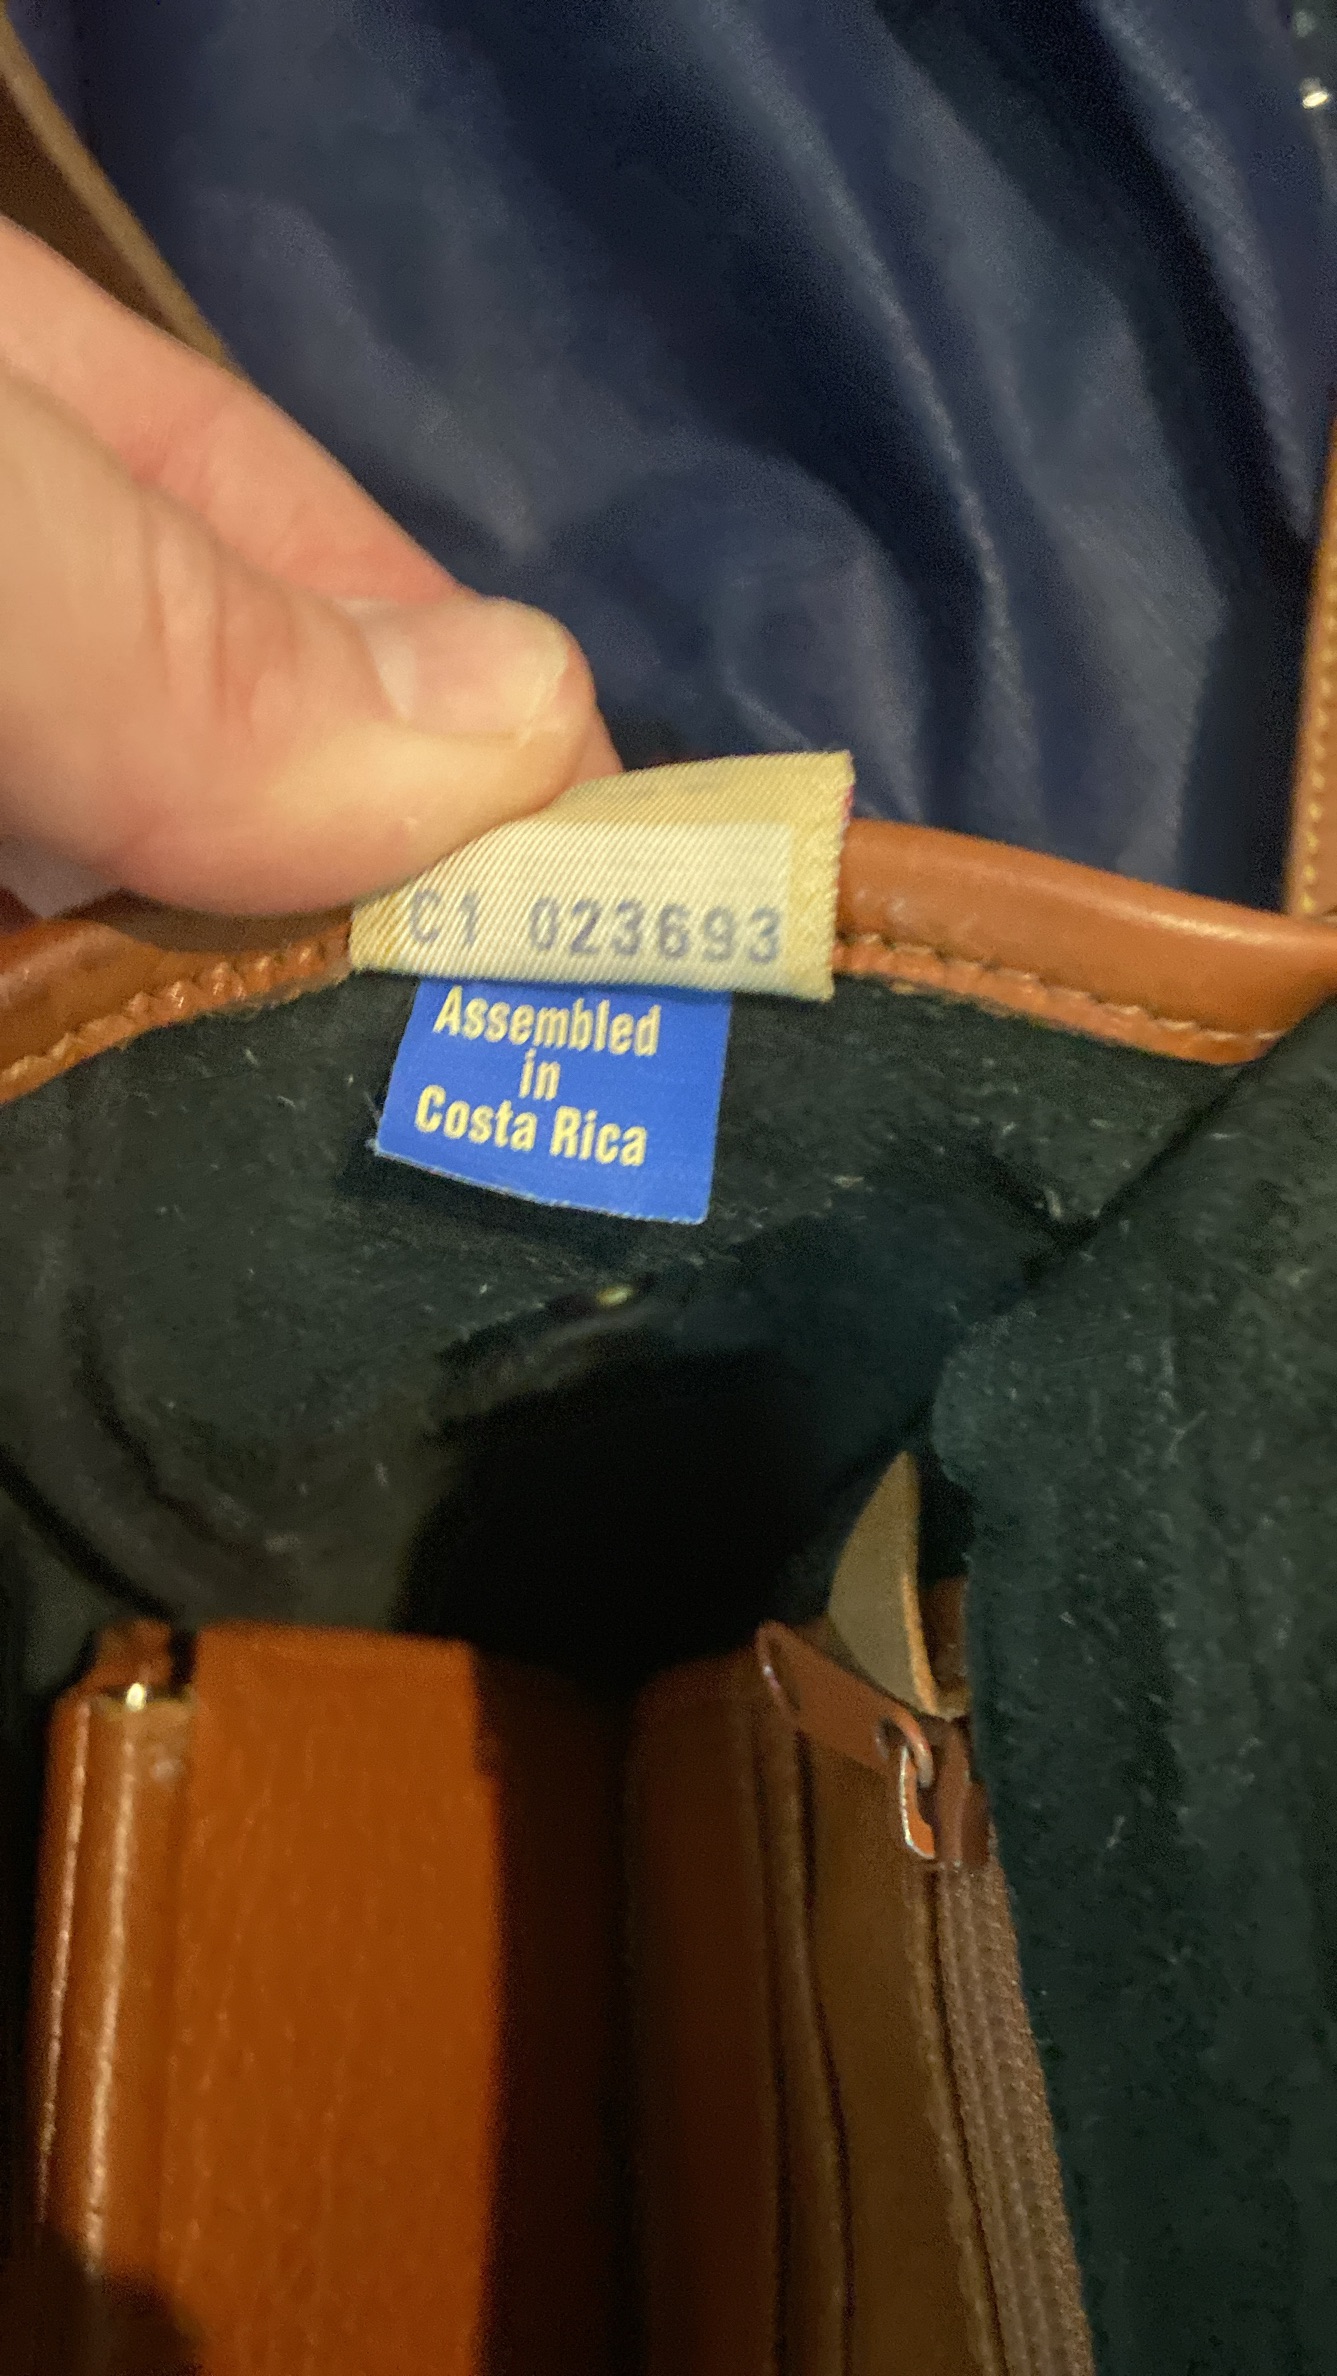 C1 023693
Assembled
in
Costa Rica